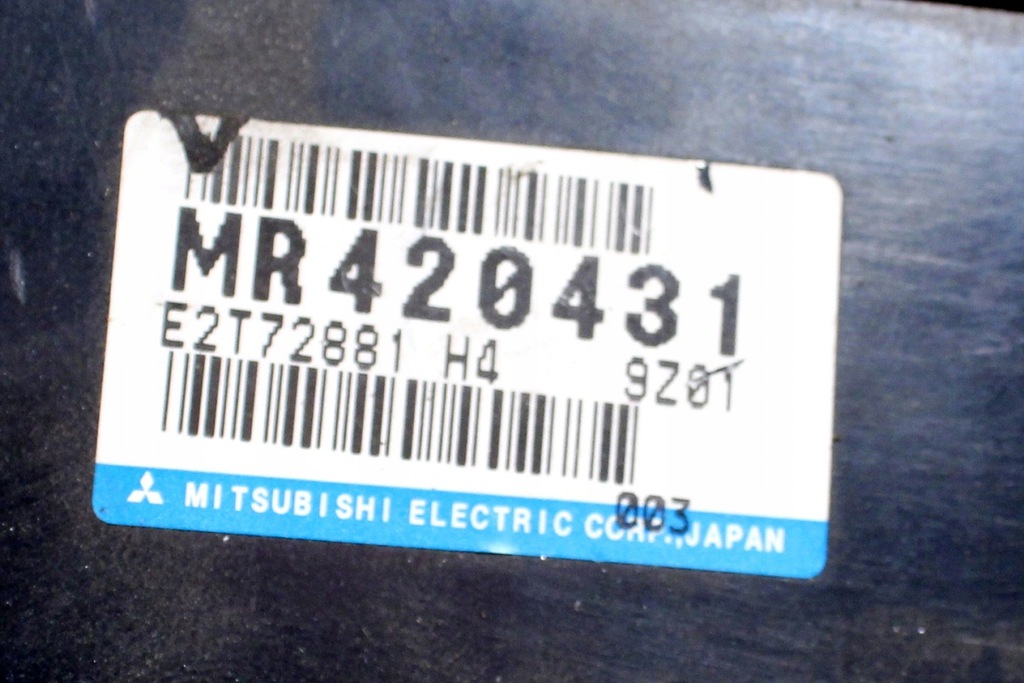 MR420431
E2T72881 H4 9Z01
003
MITSUBISHI ELECTRIC CORP.,JAPAN